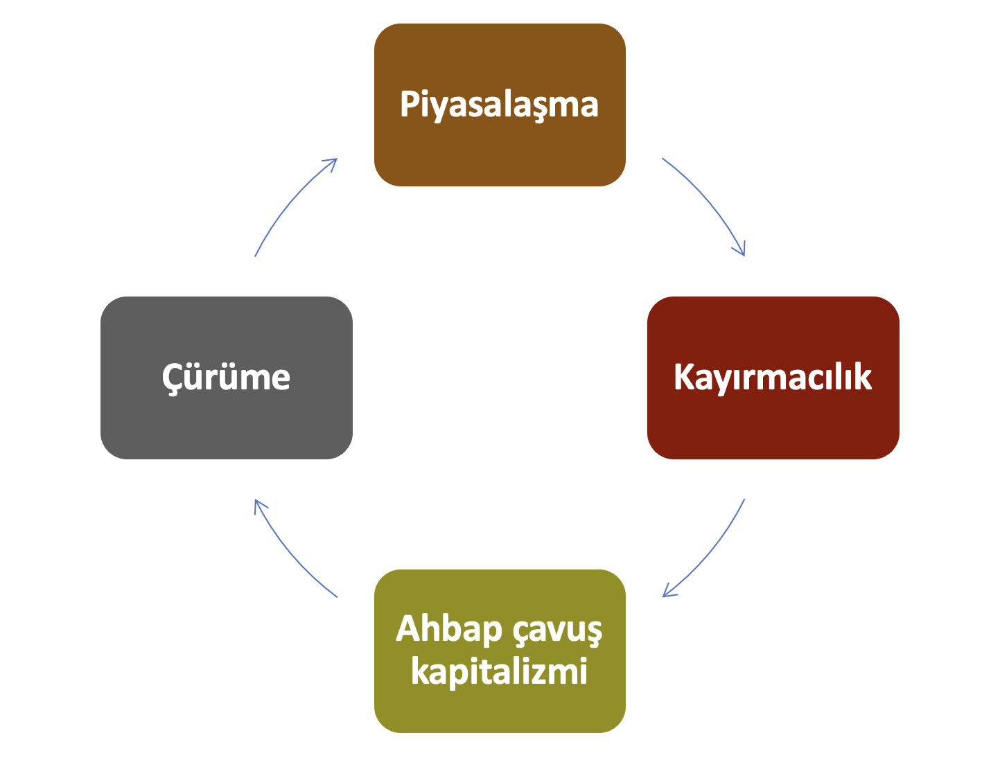 Piyasalaşma
Kayırmacılık
Ahbap çavuş
kapitalizmi
Çürüme